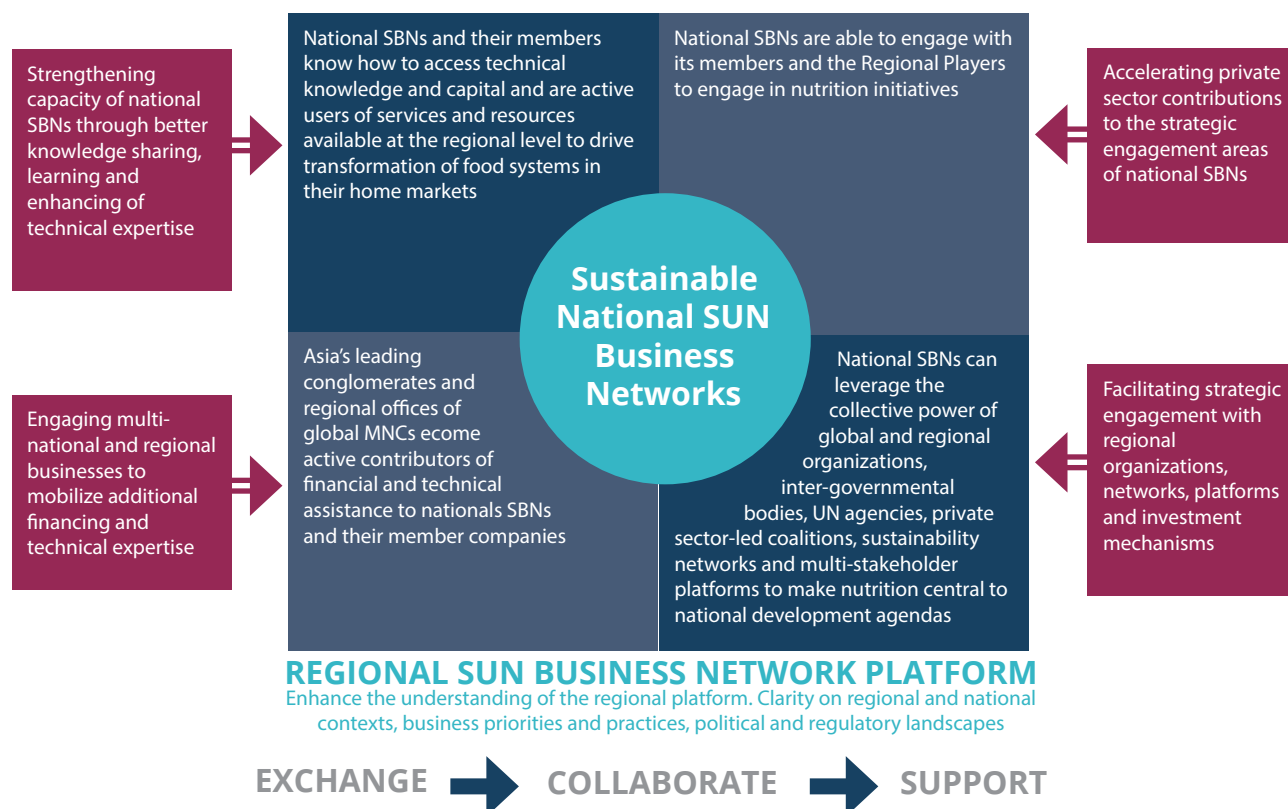 Strengthening
capacity of national
SBNs through better
knowledge sharing,
learning and
enhancing of
technical expertise
National SBNs and their members
know how to access technical
knowledge and capital and are active
users of services and resources
available at the regional level to drive
transformation of food systems in
their home markets
National SBNs are able to engage with
its members and the Regional Players
to engage in nutrition initiatives
Accelerating private
sector contributions
to the strategic
engagement areas
of national SBNs
Sustainable
National SUN
Business
Networks
Engaging multi-
national and regional
businesses to
mobilize additional
financing and
technical expertise
Asia’s leading
conglomerates and
regional offices of
global MNCs ecome
active contributors of
financial and technical
assistance to nationals SBNs
and their member companies
National SBNs can
leverage the
collective power of
global and regional
organizations,
inter-governmental
bodies, UN agencies, private
sector-led coalitions, sustainability
networks and multi-stakeholder
platforms to make nutrition central to
national development agendas
Facilitating strategic
engagement with
regional
organizations,
networks, platforms
and investment
mechanisms
REGIONAL SUN BUSINESS NETWORK PLATFORM
Enhance the understanding of the regional platform. Clarity on regional and national
contexts, business priorities and practices, political and regulatory landscapes
EXCHANGE COLLABORATE SUPPORT